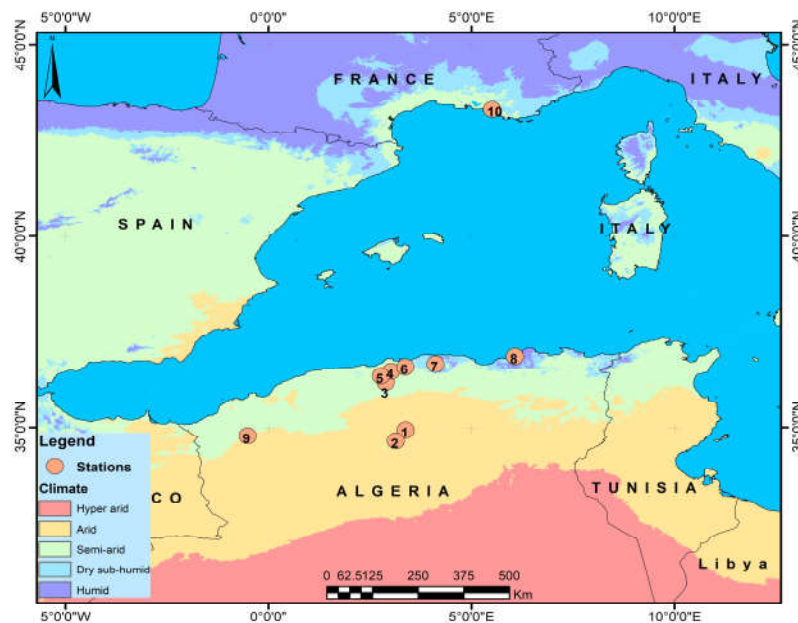 5°0'0"W 0°0'0"E 5°0'0"E 10°0'0"E
45°0'0"N 45°0'0"N
N
FRANCE ITALY
10
SPAIN ITALY
40°0'0"N 40°0'0"N
8
7
6
4
5
3
35°0'0"N 35°0'0"N
1
9
2
Legend
Stations
Climate
CO ALGERIA TUNISIA
Hyper arid
Arid
Semi-arid
Dry sub-humid
Humid
Libya
0 62.5125 250 375 500
Km
5°0'0"W 0°0'0"E 5°0'0"E 10°0'0"E